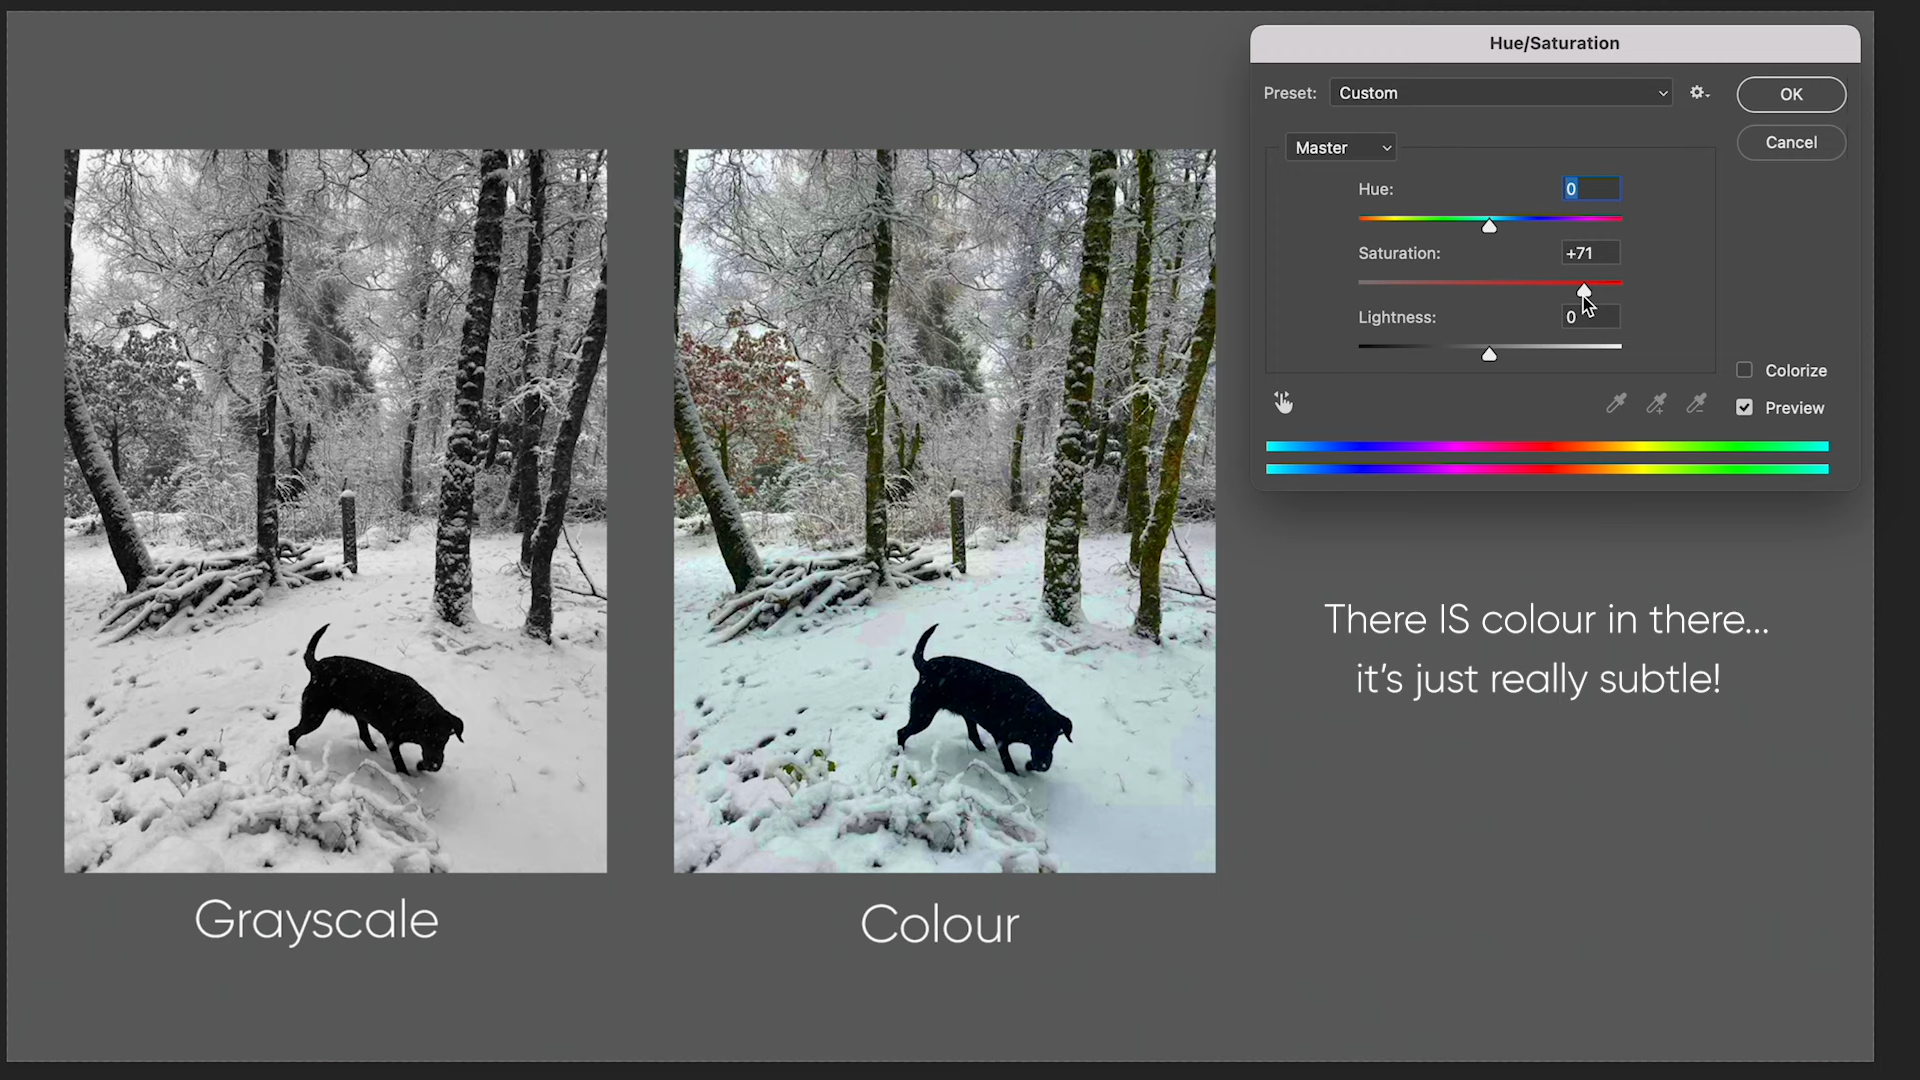 Hue/Saturation
Preset: Custom
OK
Cancel
Master
Hue: 0
Saturation: +71
Lightness: 0
Colorize
Preview
There IS colour in there...
it's just really subtle!
Grayscale
Colour